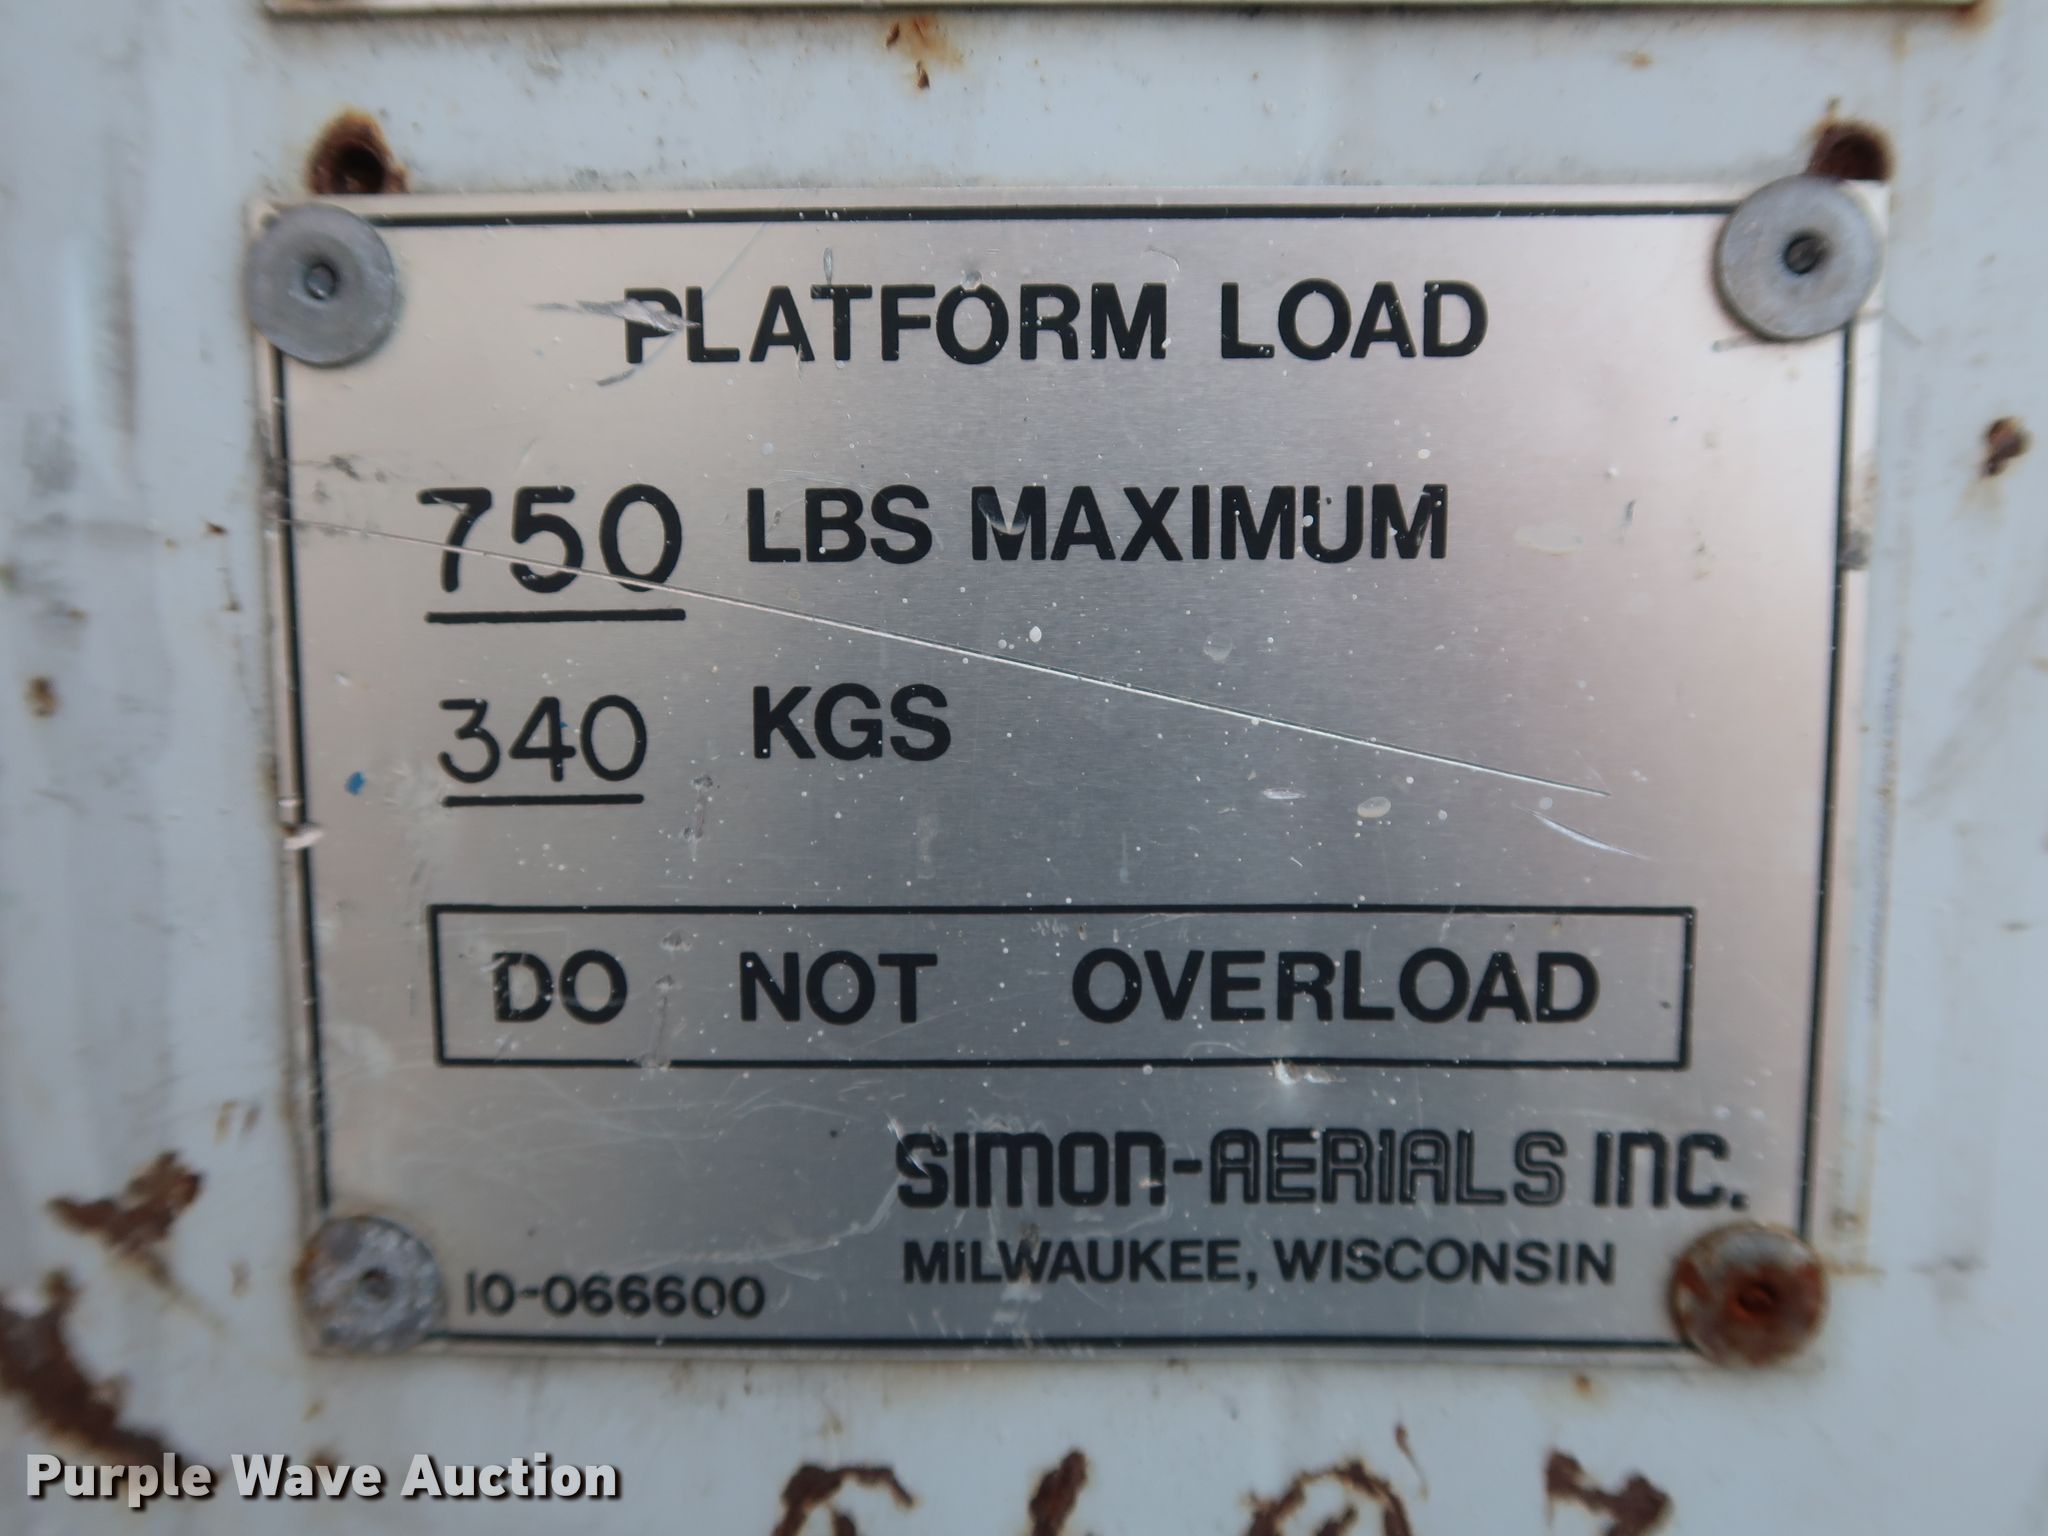 PLATFORM LOAD
750 LBS MAXIMUM
340 KGS
DO NOT OVERLOAD
SIMON-AERIALS INC.
MILWAUKEE, WISCONSIN
10-066600
Purple Wave Auction